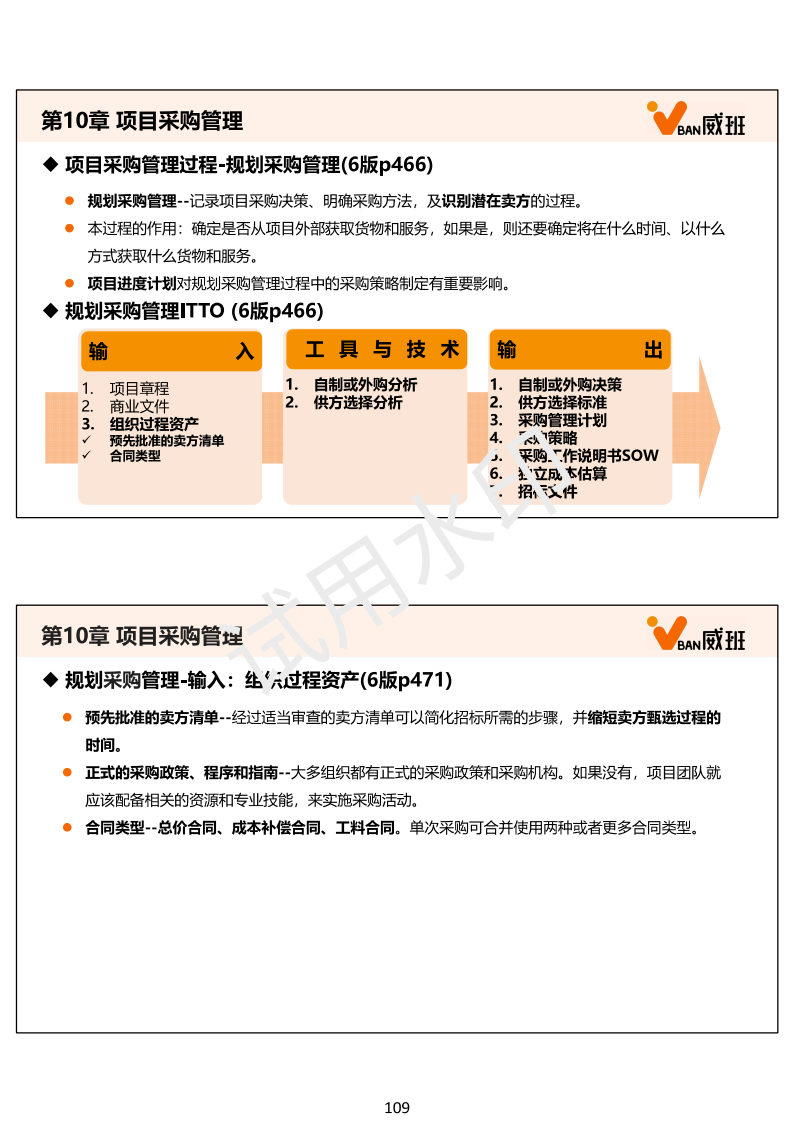 第10章 项目采购管理
VBAN威班
◆ 项目采购管理过程-规划采购管理(6版p466)
● 规划采购管理--记录项目采购决策、明确采购方法，及识别潜在卖方的过程。
● 本过程的作用：确定是否从项目外部获取货物和服务，如果是，则还要确定将在什么时间、以什么
方式获取什么货物和服务。
● 项目进度计划对规划采购管理过程中的采购策略制定有重要影响。
◆ 规划采购管理ITTO (6版p466)
输 入
1. 项目章程
2. 商业文件
3. 组织过程资产
✓ 预先批准的卖方清单
✓ 合同类型
工 具 与 技 术
1. 自制或外购分析
2. 供方选择分析
输 出
1. 自制或外购决策
2. 供方选择标准
3. 采购管理计划
4. 采购策略
5. 采购工作说明书SOW
6. 独立成本估算
7. 招标文件
试用水印
第10章 项目采购管理
VBAN威班
◆ 规划采购管理-输入：组织过程资产(6版p471)
● 预先批准的卖方清单--经过适当审查的卖方清单可以简化招标所需的步骤，并缩短卖方甄选过程的
时间。
● 正式的采购政策、程序和指南--大多组织都有正式的采购政策和采购机构。如果没有，项目团队就
应该配备相关的资源和专业技能，来实施采购活动。
● 合同类型--总价合同、成本补偿合同、工料合同。单次采购可合并使用两种或者更多合同类型。
109